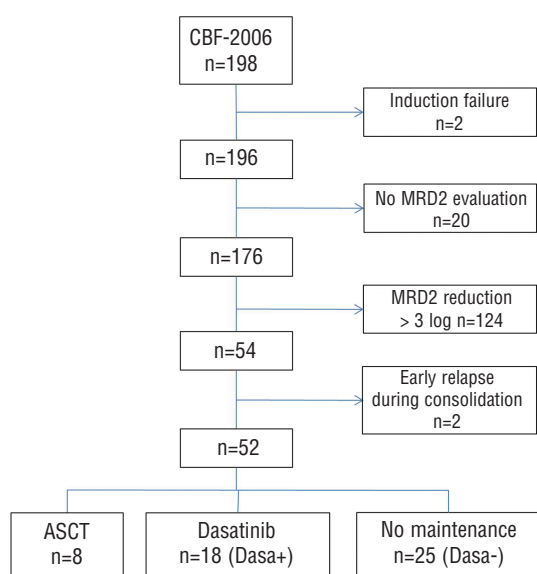 CBF-2006
n=198
Induction failure
n=2
n=196
No MRD2 evaluation
n=20
n=176
MRD2 reduction
> 3 log n=124
n=54
Early relapse
during consolidation
n=2
n=52
ASCT
n=8
Dasatinib
n=18 (Dasa+)
No maintenance
n=25 (Dasa-)